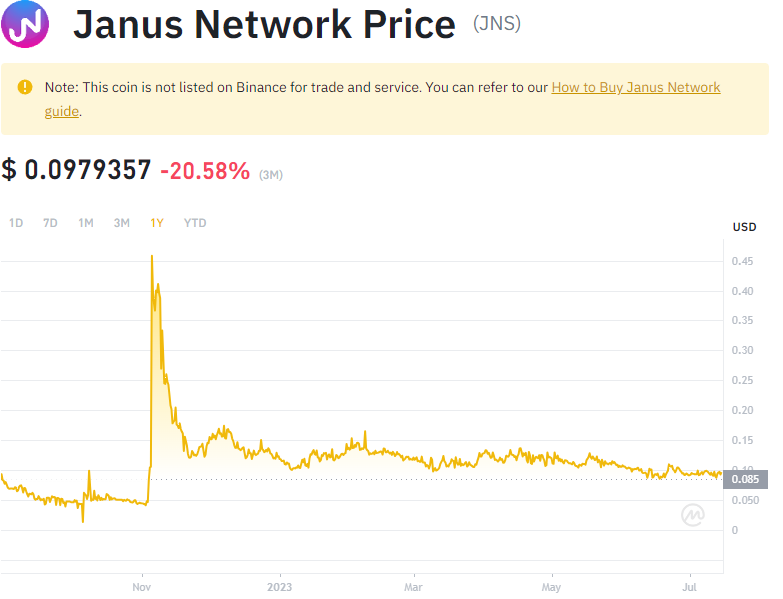 JN
Janus Network Price (JNS)
Note: This coin is not listed on Binance for trade and service. You can refer to our How to Buy Janus Network
guide.
$ 0.0979357 -20.58% (3M)
1D 7D 1M 3M 1Y YTD
USD
0.45
0.40
0.35
0.30
0.25
0.20
0.15
0.10
0.085
0.050
0
Nov 2023 Mar May Jul